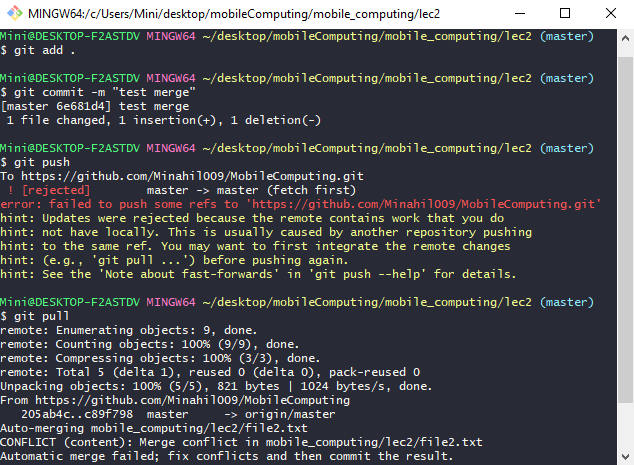 MINGW64:/c/Users/Mini/desktop/mobileComputing/mobile_computing/lec2
Mini@DESKTOP-F2ASTDV MINGW64 ~/desktop/mobileComputing/mobile_computing/lec2 (master)
$ git add .
Mini@DESKTOP-F2ASTDV MINGW64 ~/desktop/mobileComputing/mobile_computing/lec2 (master)
$ git commit -m "test merge"
[master 6e681d4] test merge
 1 file changed, 1 insertion(+), 1 deletion(-)
Mini@DESKTOP-F2ASTDV MINGW64 ~/desktop/mobileComputing/mobile_computing/lec2 (master)
$ git push
To https://github.com/Minahil009/MobileComputing.git
 ! [rejected]        master -> master (fetch first)
error: failed to push some refs to 'https://github.com/Minahil009/MobileComputing.git'
hint: Updates were rejected because the remote contains work that you do
hint: not have locally. This is usually caused by another repository pushing
hint: to the same ref. You may want to first integrate the remote changes
hint: (e.g., 'git pull ...') before pushing again.
hint: See the 'Note about fast-forwards' in 'git push --help' for details.
Mini@DESKTOP-F2ASTDV MINGW64 ~/desktop/mobileComputing/mobile_computing/lec2 (master)
$ git pull
remote: Enumerating objects: 9, done.
remote: Counting objects: 100% (9/9), done.
remote: Compressing objects: 100% (3/3), done.
remote: Total 5 (delta 1), reused 0 (delta 0), pack-reused 0
Unpacking objects: 100% (5/5), 821 bytes | 1024 bytes/s, done.
From https://github.com/Minahil009/MobileComputing
   205ab4c..c89f798  master     -> origin/master
Auto-merging mobile_computing/lec2/file2.txt
CONFLICT (content): Merge conflict in mobile_computing/lec2/file2.txt
Automatic merge failed; fix conflicts and then commit the result.